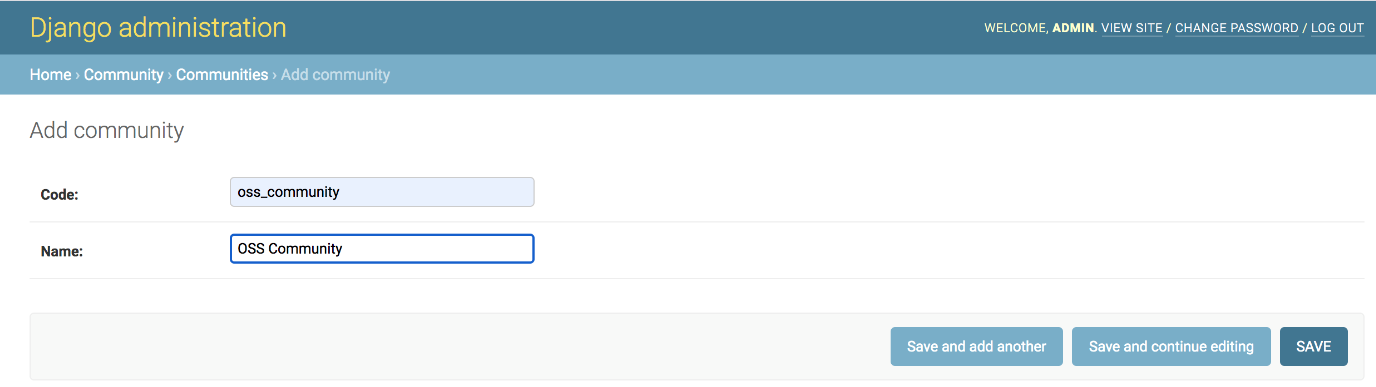 Django administration
WELCOME, ADMIN. VIEW SITE / CHANGE PASSWORD / LOG OUT
Home › Community › Communities › Add community
Add community
Code: oss_community
Name: OSS Community
Save and add another Save and continue editing SAVE